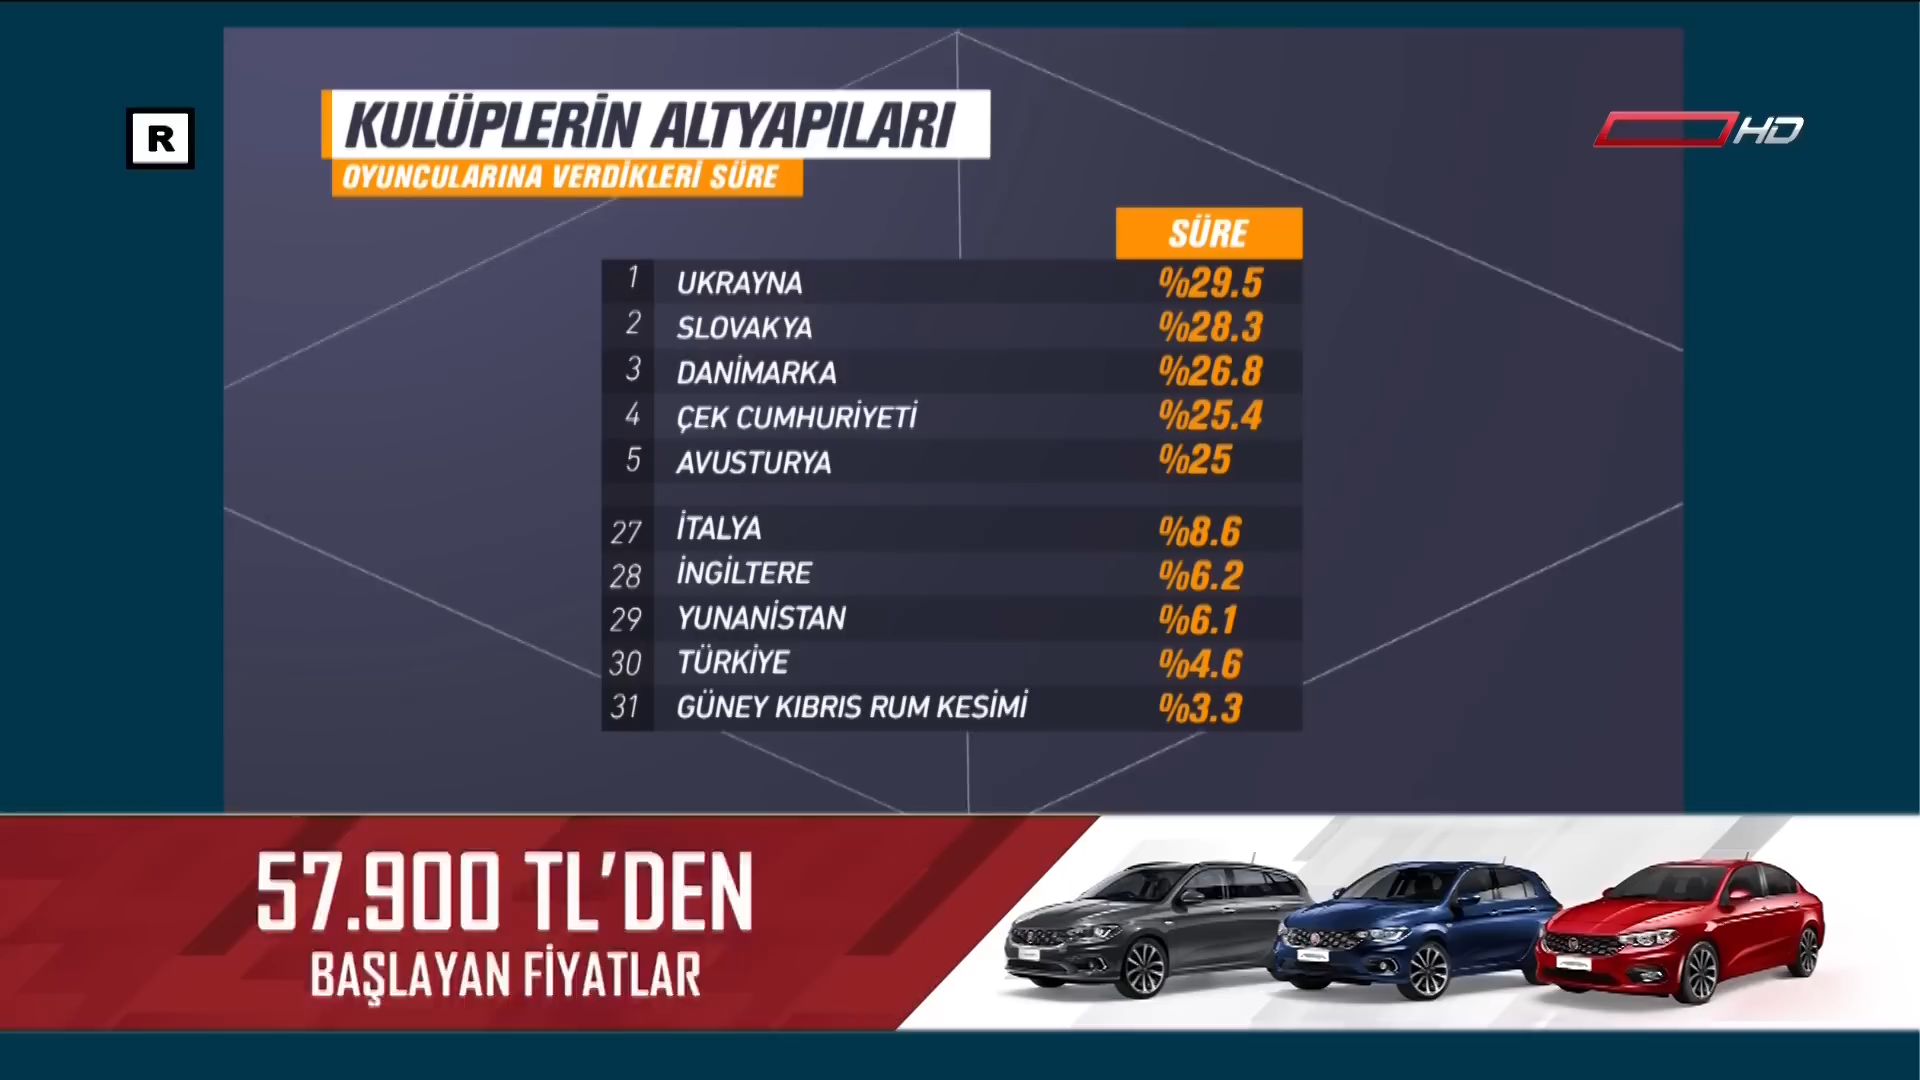 R
HD
KULÜPLERİN ALTYAPILARI
OYUNCULARINA VERDİKLERİ SÜRE
SÜRE
1 UKRAYNA %29.5
2 SLOVAKYA %28.3
3 DANİMARKA %26.8
4 ÇEK CUMHURİYETİ %25.4
5 AVUSTURYA %25
27 İTALYA %8.6
28 İNGİLTERE %6.2
29 YUNANİSTAN %6.1
30 TÜRKİYE %4.6
31 GÜNEY KIBRIS RUM KESİMİ %3.3
57.900 TL'DEN
BAŞLAYAN FİYATLAR